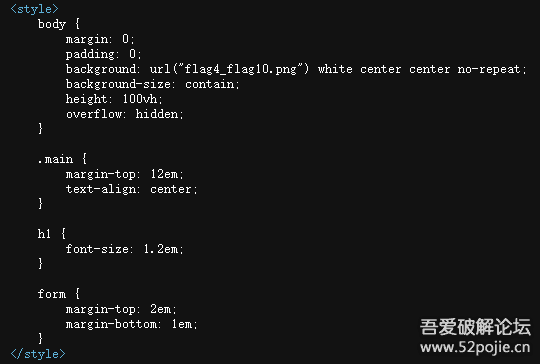 <style>
body {
margin: 0;
padding: 0;
background: url("flag4_flag10.png") white center center no-repeat;
background-size: contain;
height: 100vh;
overflow: hidden;
}
.main {
margin-top: 12em;
text-align: center;
}
h1 {
font-size: 1.2em;
}
form {
margin-top: 2em;
margin-bottom: 1em;
}
</style>
吾爱破解论坛
www.52pojie.cn